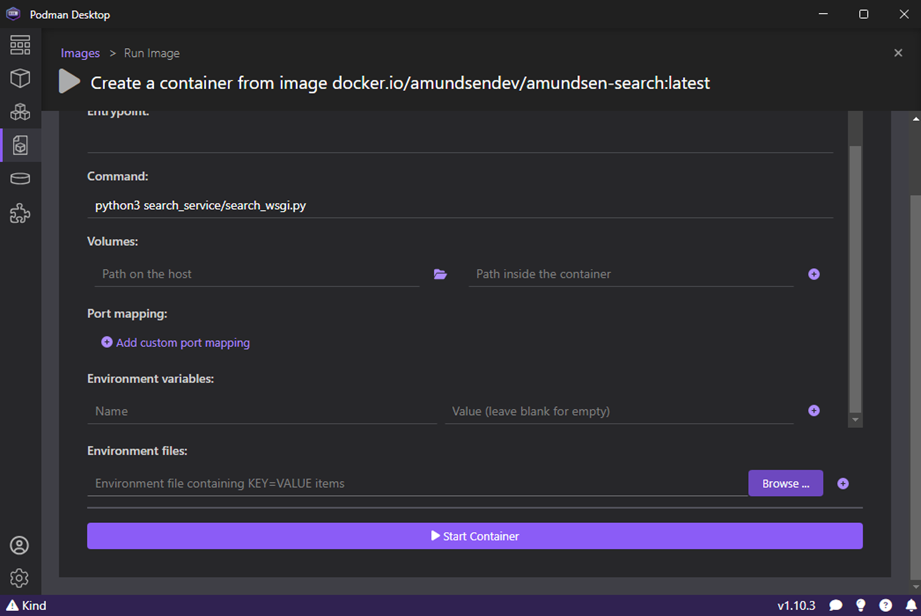 Podman Desktop
Images > Run Image
Create a container from image docker.io/amundsendev/amundsen-search:latest
Entrypoint:
Command:
python3 search_service/search_wsgi.py
Volumes:
Path on the host Path inside the container
Port mapping:
Add custom port mapping
Environment variables:
Name Value (leave blank for empty)
Environment files:
Environment file containing KEY=VALUE items Browse ...
Start Container
Kind v1.10.3